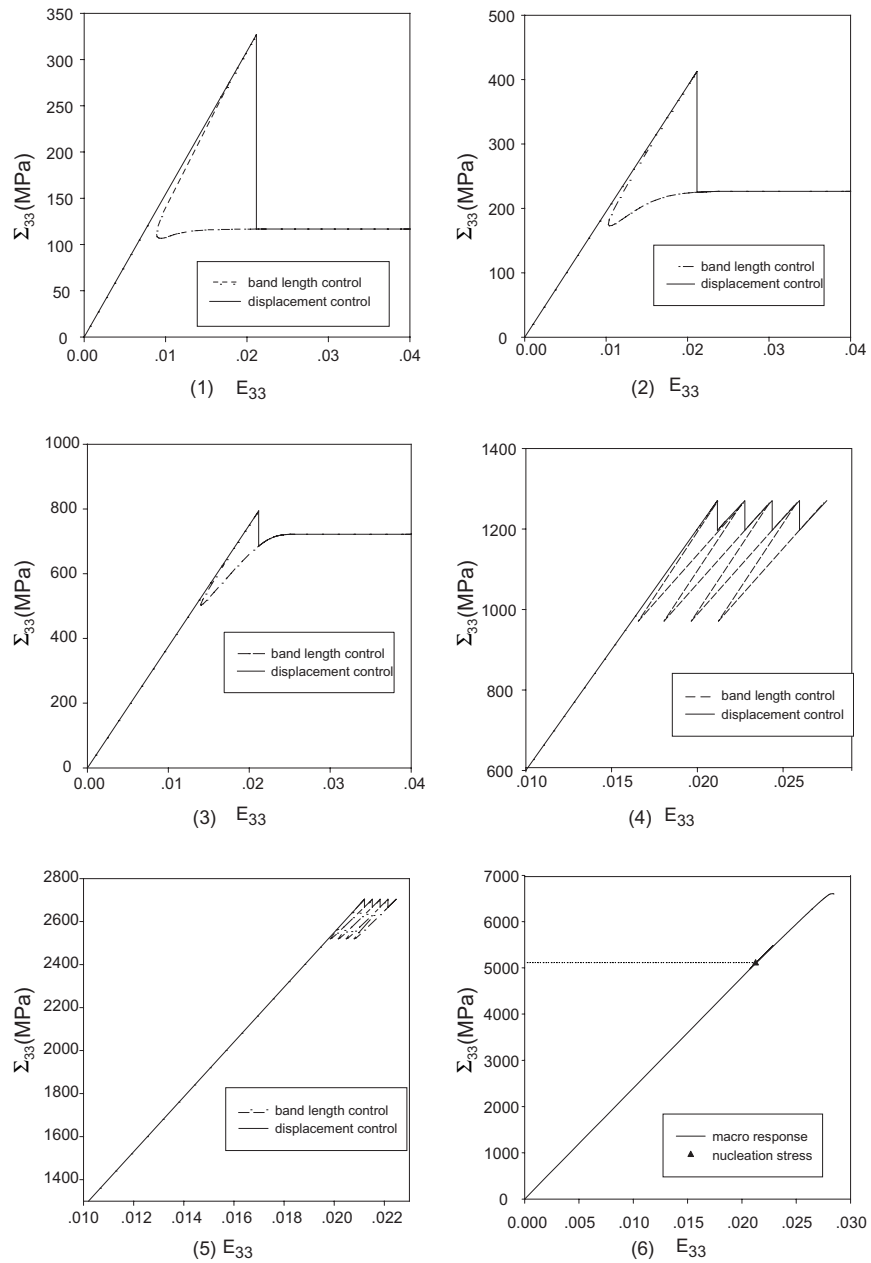 350
300
250
200
150
100
50
0
Σ33(MPa)
0.00 .01 .02 .03 .04
(1) E33
band length control
displacement control
500
400
300
200
100
0
Σ33(MPa)
0.00 .01 .02 .03 .04
(2) E33
band length control
displacement control
1000
800
600
400
200
0
Σ33(MPa)
0.00 .01 .02 .03 .04
(3) E33
band length control
displacement control
1400
1200
1000
800
600
Σ33(MPa)
.010 .015 .020 .025
(4) E33
band length control
displacement control
2800
2600
2400
2200
2000
1800
1600
1400
Σ33(MPa)
.010 .012 .014 .016 .018 .020 .022
(5) E33
band length control
displacement control
7000
6000
5000
4000
3000
2000
1000
0
Σ33(MPa)
0.000 .005 .010 .015 .020 .025 .030
(6) E33
macro response
nucleation stress